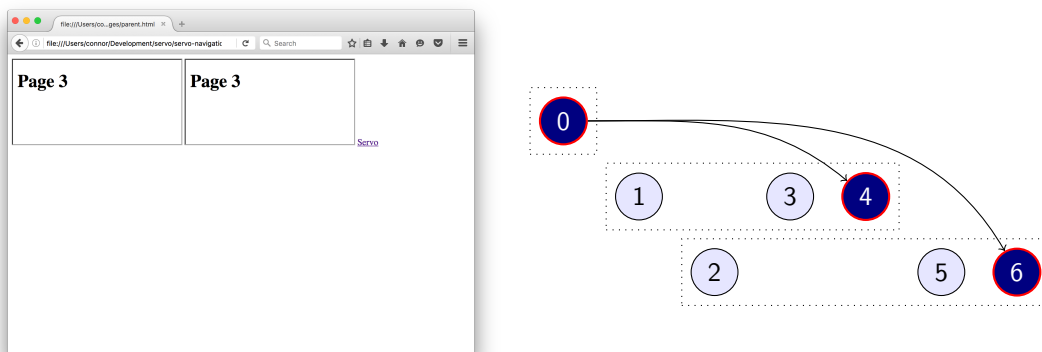 file:///Users/co...ges/parent.html × +
file:///Users/connor/Development/servo/servo-navigatic
Search
Page 3
Page 3
Servo
0
1
3
4
2
5
6